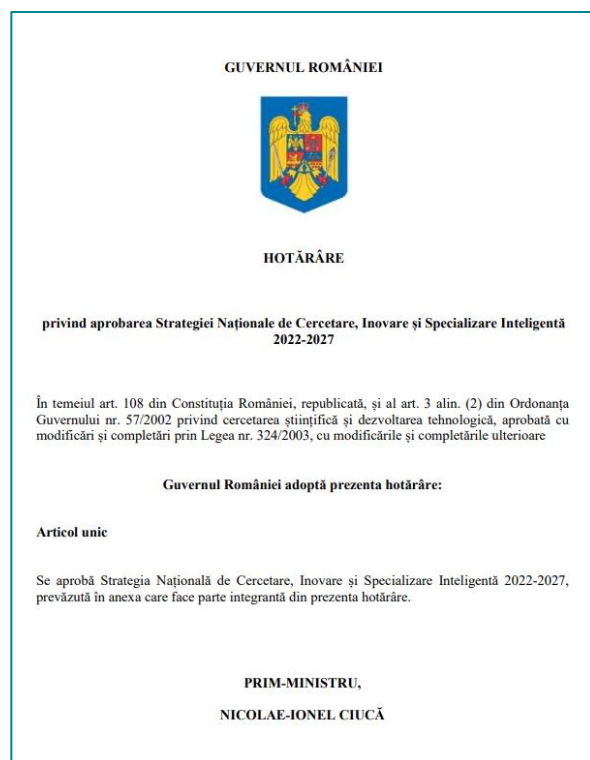 GUVERNUL ROMÂNIEI
HOTĂRÂRE
privind aprobarea Strategiei Naționale de Cercetare, Inovare și Specializare Inteligentă
2022-2027
În temeiul art. 108 din Constituția României, republicată, și al art. 3 alin. (2) din Ordonanța
Guvernului nr. 57/2002 privind cercetarea științifică și dezvoltarea tehnologică, aprobată cu
modificări și completări prin Legea nr. 324/2003, cu modificările și completările ulterioare
Guvernul României adoptă prezenta hotărâre:
Articol unic
Se aprobă Strategia Națională de Cercetare, Inovare și Specializare Inteligentă 2022-2027,
prevăzută în anexa care face parte integrantă din prezenta hotărâre.
PRIM-MINISTRU,
NICOLAE-IONEL CIUCĂ